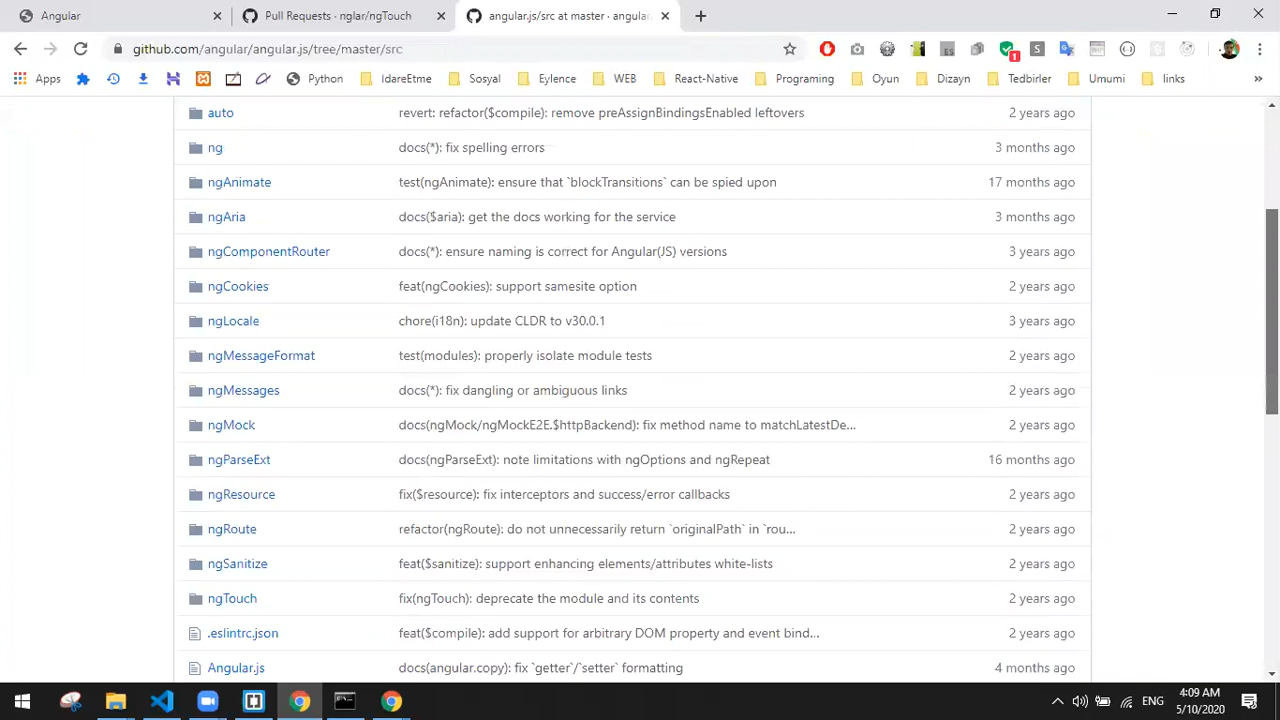 Angular
Pull Requests · nglar/ngTouch
angular.js/src at master · angular
github.com/angular/angular.js/tree/master/src
1
Apps
Python
IdareEtme
Sosyal
Eylence
WEB
React-Native
Programing
Oyun
Dizayn
Tedbirler
Umumi
links
auto revert: refactor($compile): remove preAssignBindingsEnabled leftovers 2 years ago
ng docs(*): fix spelling errors 3 months ago
ngAnimate test(ngAnimate): ensure that `blockTransitions` can be spied upon 17 months ago
ngAria docs($aria): get the docs working for the service 3 months ago
ngComponentRouter docs(*): ensure naming is correct for Angular(JS) versions 3 years ago
ngCookies feat(ngCookies): support samesite option 2 years ago
ngLocale chore(i18n): update CLDR to v30.0.1 3 years ago
ngMessageFormat test(modules): properly isolate module tests 2 years ago
ngMessages docs(*): fix dangling or ambiguous links 2 years ago
ngMock docs(ngMock/ngMockE2E.$httpBackend): fix method name to matchLatestDe… 2 years ago
ngParseExt docs(ngParseExt): note limitations with ngOptions and ngRepeat 16 months ago
ngResource fix($resource): fix interceptors and success/error callbacks 2 years ago
ngRoute refactor(ngRoute): do not unnecessarily return `originalPath` in `rou… 2 years ago
ngSanitize feat($sanitize): support enhancing elements/attributes white-lists 2 years ago
ngTouch fix(ngTouch): deprecate the module and its contents 2 years ago
.eslintrc.json feat($compile): add support for arbitrary DOM property and event bind… 2 years ago
Angular.js docs(angular.copy): fix `getter`/`setter` formatting 4 months ago
ENG
4:09 AM
5/10/2020